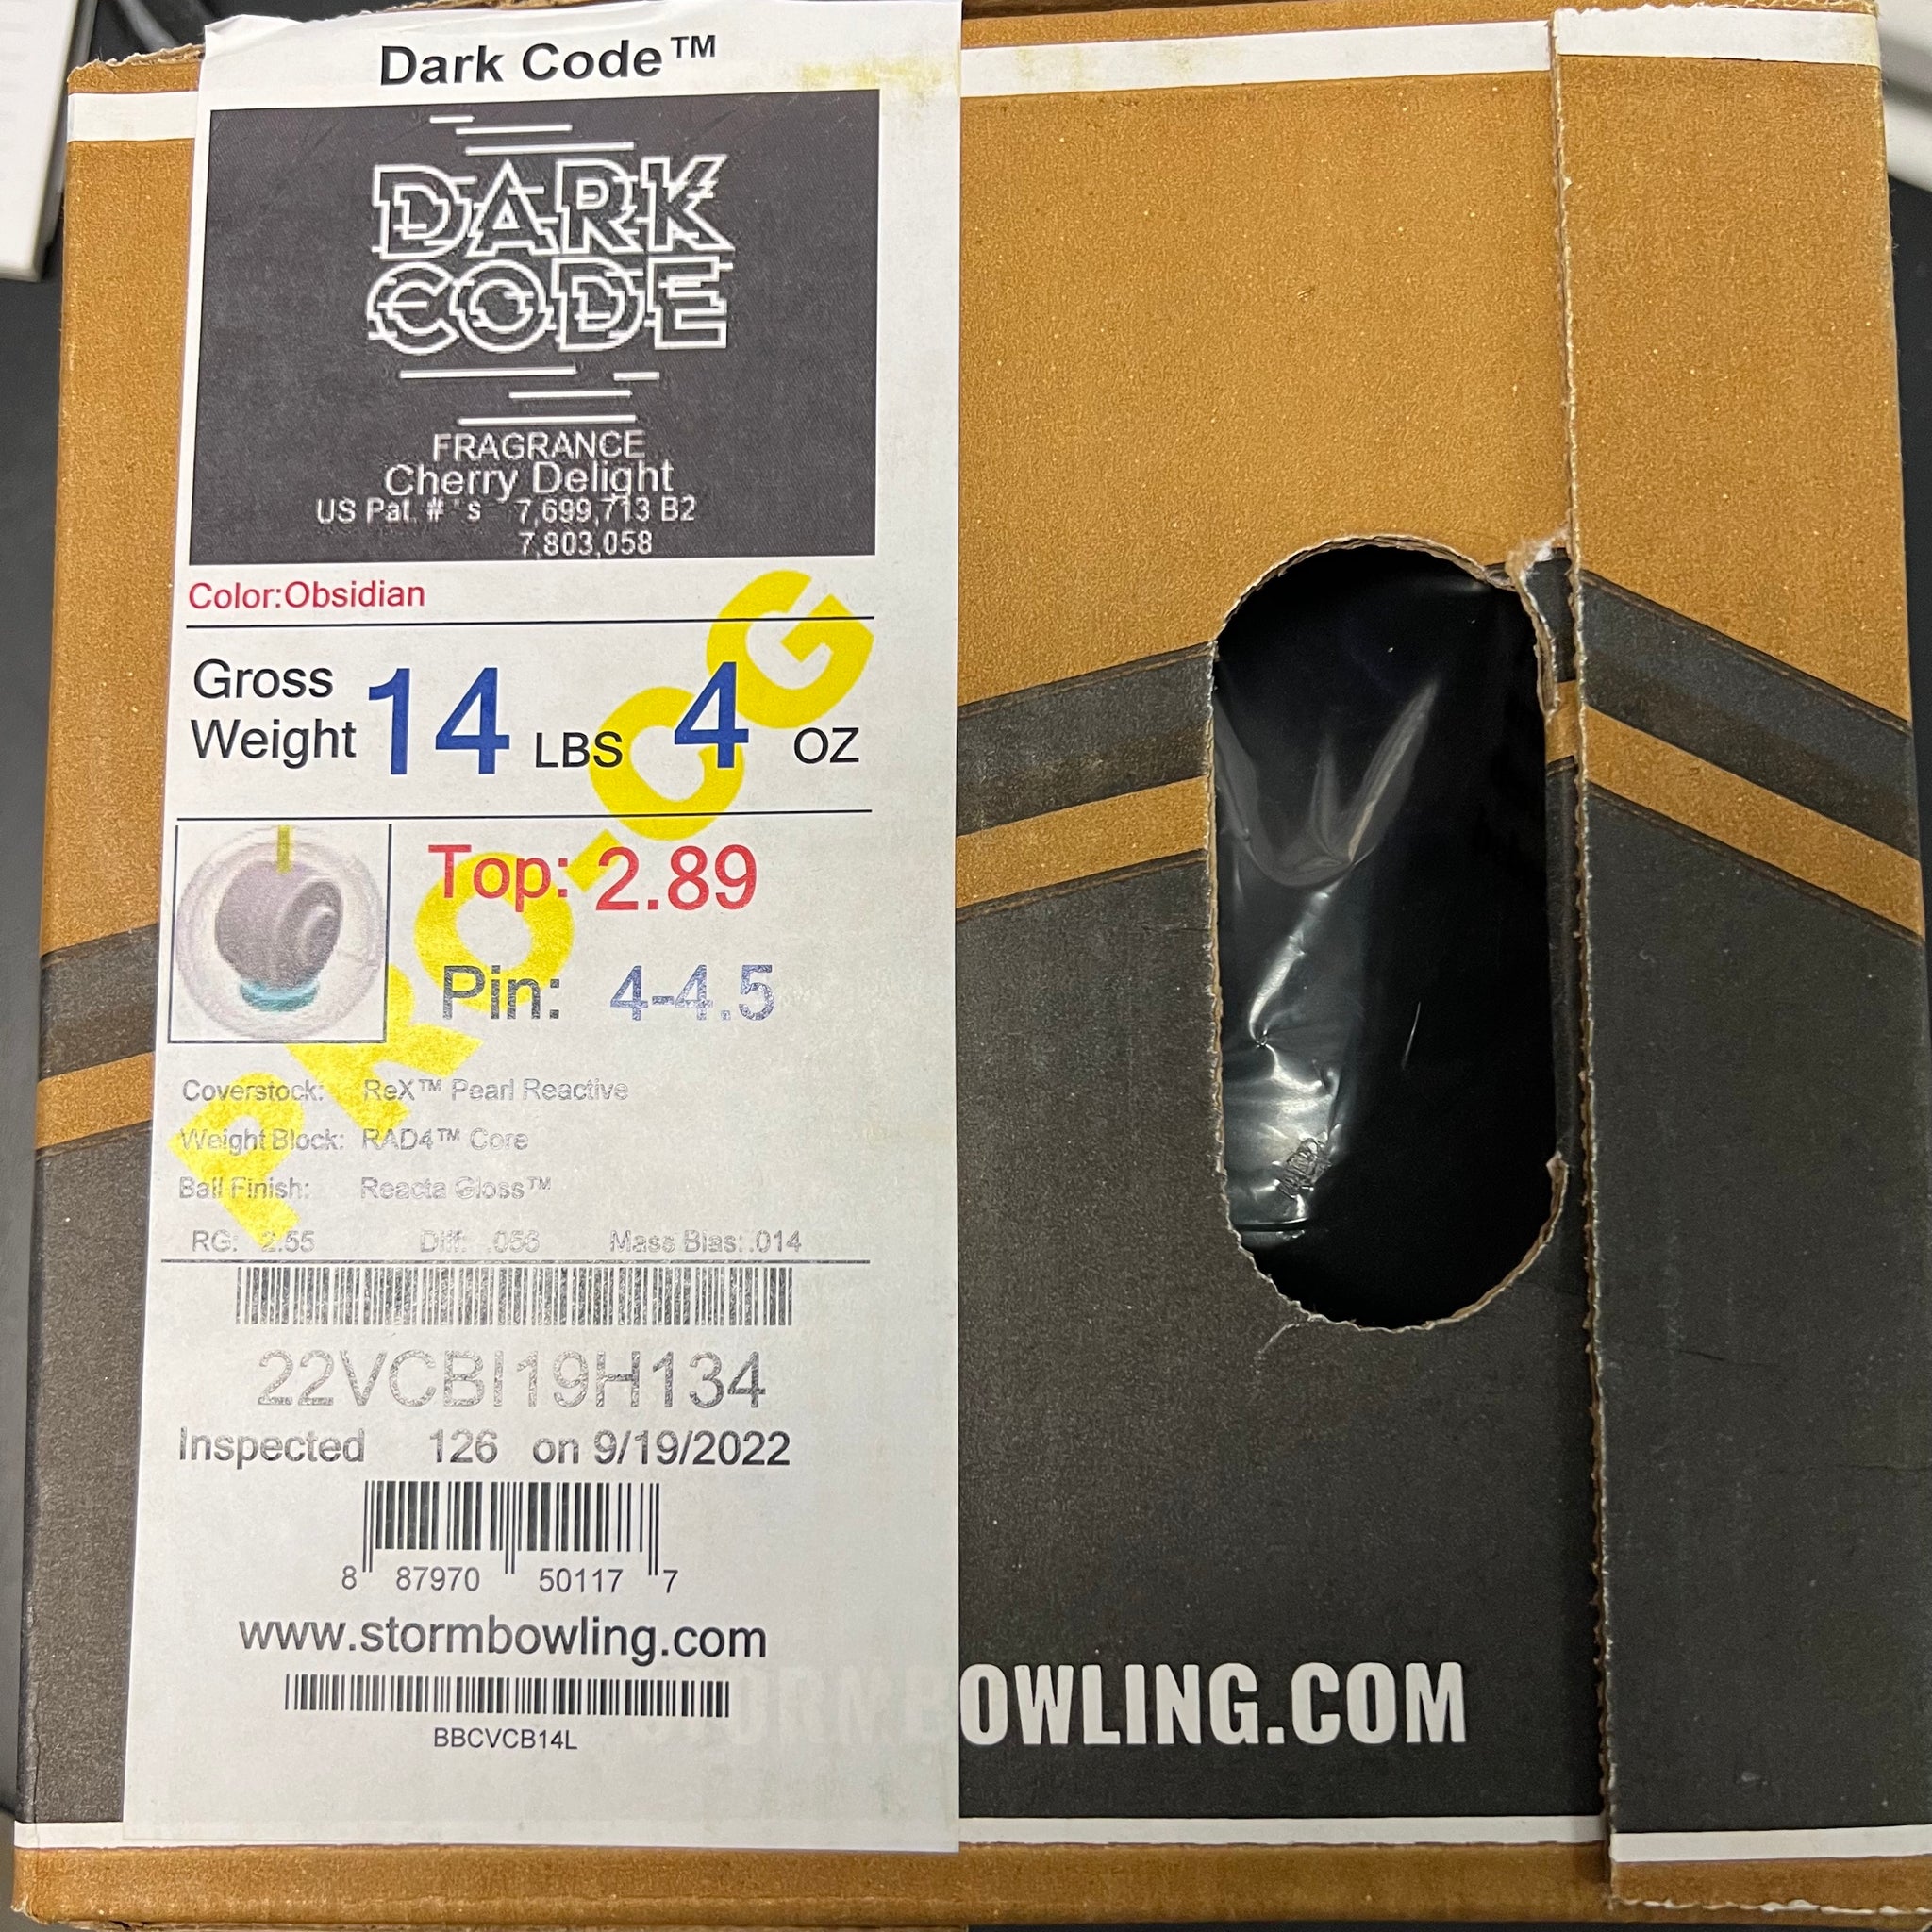 Dark Code™
DARK
CODE
FRAGRANCE
Cherry Delight
US Pat. #'s 7,699,713 B2
7,803,058
Color:Obsidian
PRO-CG
Gross Weight 14 LBS 4 OZ
Top: 2.89
Pin: 4-4.5
Coverstock: ReX™ Pearl Reactive
Weight Block: RAD4™ Core
Ball Finish: Reacta Gloss™
RG: 2.55 Diff: Mass Bias: .014
22VCBI19H134
Inspected 126 on 9/19/2022
8 87970 50117 7
www.stormbowling.com
BBCVCB14L
STORMBOWLING.COM